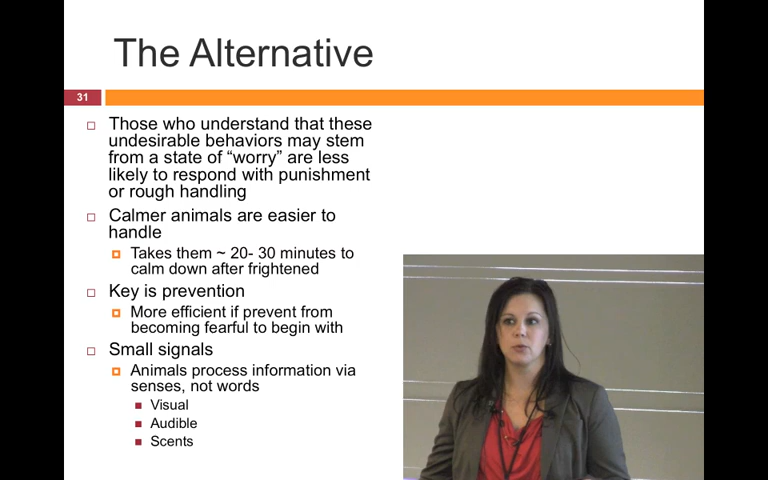 The Alternative
31
Those who understand that these
undesirable behaviors may stem
from a state of “worry” are less
likely to respond with punishment
or rough handling
Calmer animals are easier to
handle
Takes them ~ 20- 30 minutes to
calm down after frightened
Key is prevention
More efficient if prevent from
becoming fearful to begin with
Small signals
Animals process information via
senses, not words
Visual
Audible
Scents